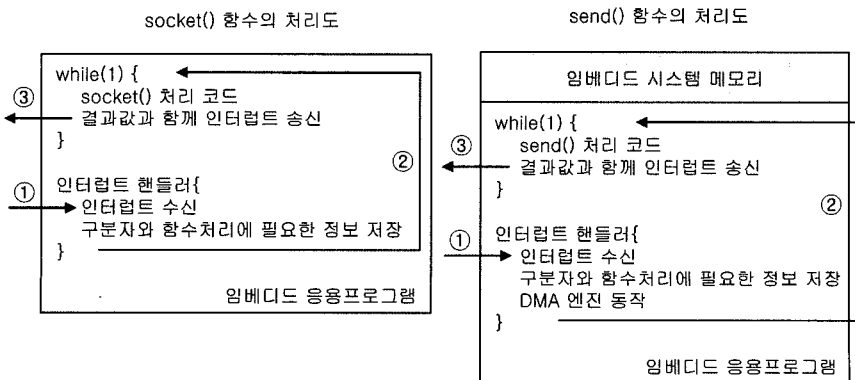 socket() 함수의 처리도
while(1) {
socket() 처리 코드
③
결과값과 함께 인터럽트 송신
}
②
인터럽트 핸들러{
①
인터럽트 수신
구분자와 함수처리에 필요한 정보 저장
}
임베디드 응용프로그램
send() 함수의 처리도
임베디드 시스템 메모리
while(1) {
send() 처리 코드
③
결과값과 함께 인터럽트 송신
}
②
인터럽트 핸들러{
①
인터럽트 수신
구분자와 함수처리에 필요한 정보 저장
DMA 엔진 동작
}
임베디드 응용프로그램